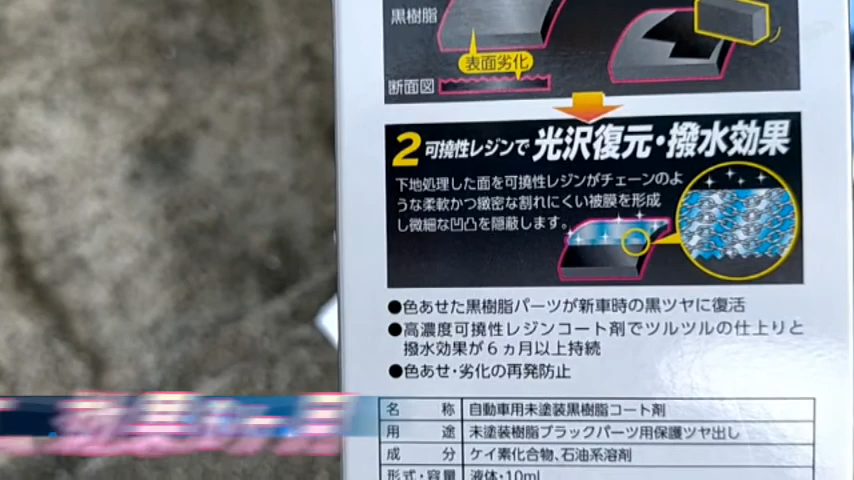 黒樹脂
表面劣化
断面図
2 可撓性レジンで 光沢復元・撥水効果
下地処理した面を可撓性レジンがチェーンのよ
うな柔軟かつ緻密な割れにくい被膜を形成
し微細な凹凸を隠蔽します。
●色あせた黒樹脂パーツが新車時の黒ツヤに復活
●高濃度可撓性レジンコート剤でツルツルの仕上りと
撥水効果が6ヵ月以上持続
●色あせ・劣化の再発防止
名 称 自動車用未塗装黒樹脂コート剤
用 途 未塗装樹脂ブラックパーツ用保護ツヤ出し
成 分 ケイ素化合物、石油系溶剤
形式・容量 液体・10ml